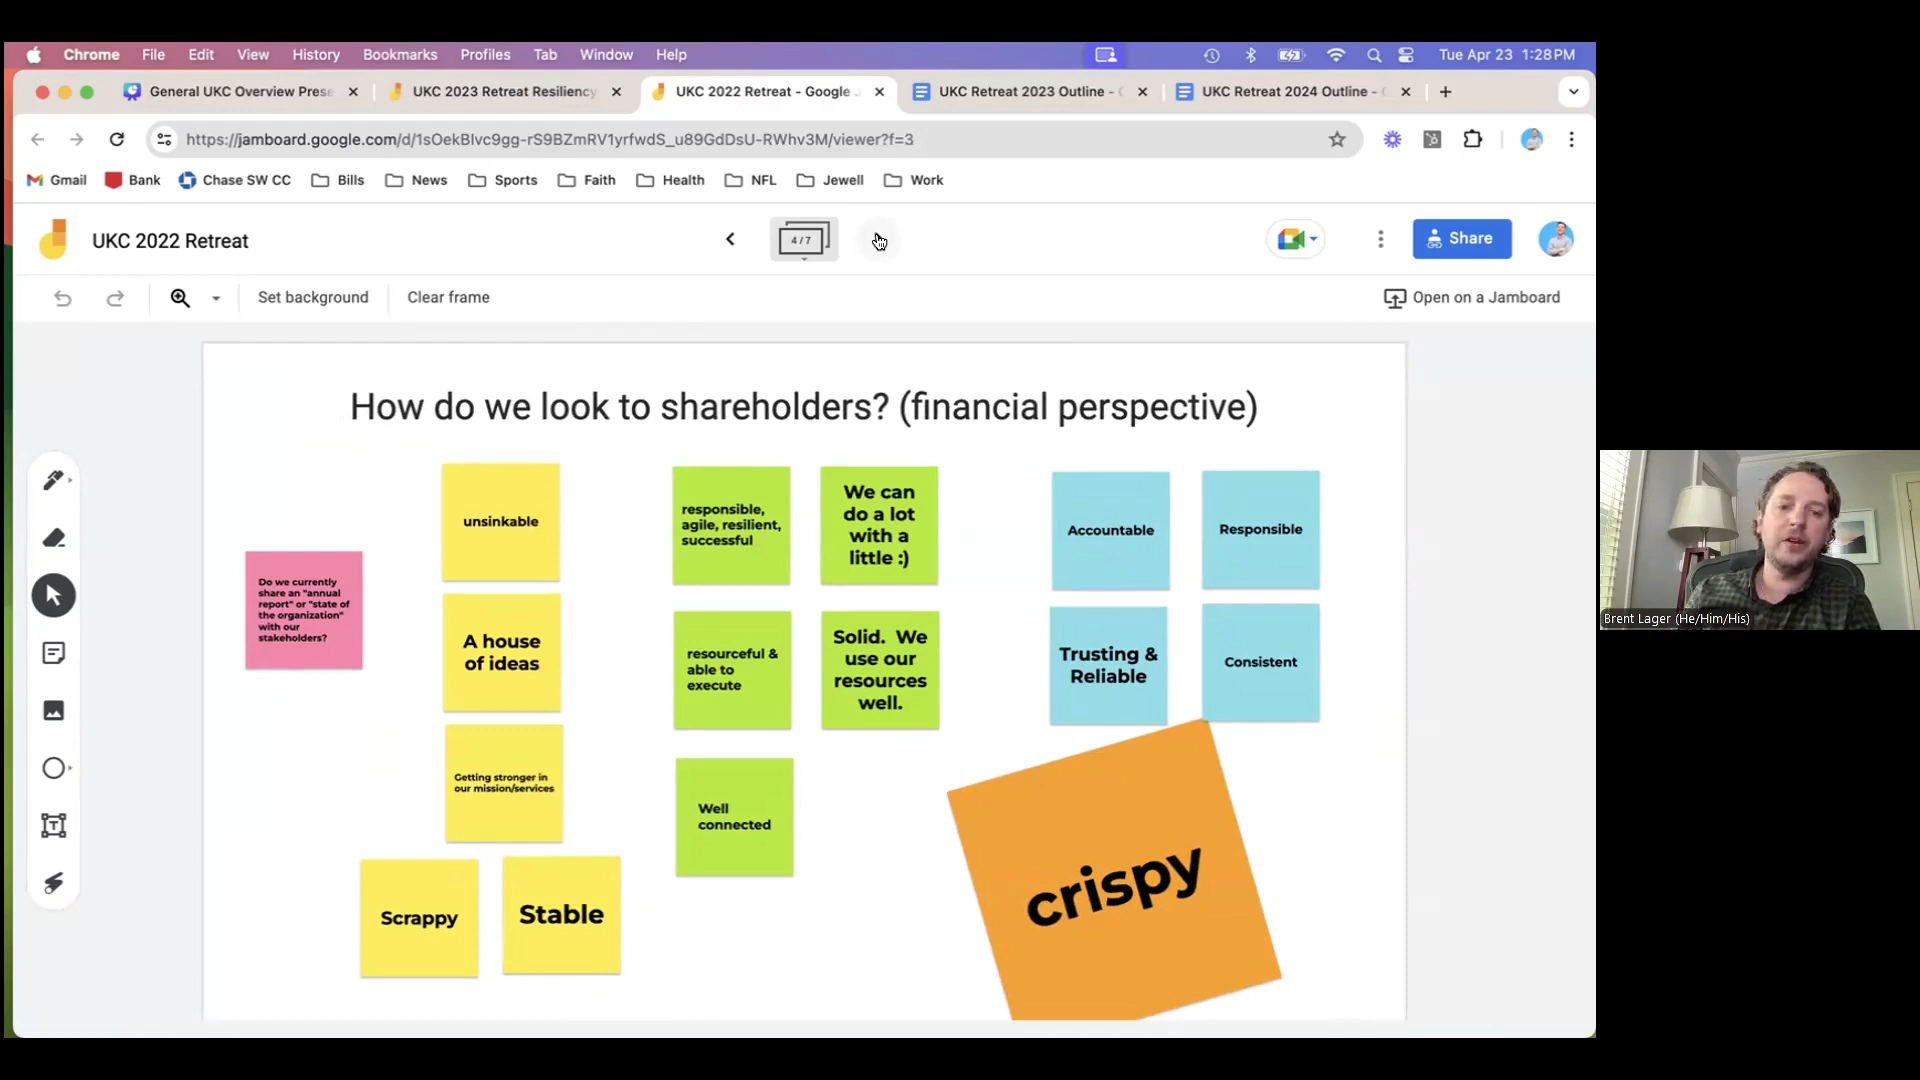 Chrome File Edit View History Bookmarks Profiles Tab Window Help Tue Apr 23 1:28 PM
General UKC Overview Prese UKC 2023 Retreat Resiliency UKC 2022 Retreat - Google UKC Retreat 2023 Outline - UKC Retreat 2024 Outline -
https://jamboard.google.com/d/1sOekBIvc9gg-rS9BZmRV1yrfwdS_u89GdDsU-RWhv3M/viewer?f=3
Gmail Bank Chase SW CC Bills News Sports Faith Health NFL Jewell Work
UKC 2022 Retreat 4 / 7 Share
Set background Clear frame Open on a Jamboard
How do we look to shareholders? (financial perspective)
Do we currently
share an "annual
report" or "state of
the organization"
with our
stakeholders?
unsinkable
A house
of ideas
Getting stronger in
our mission/services
Scrappy
Stable
responsible,
agile, resilient,
successful
We can
do a lot
with a
little :)
resourceful &
able to
execute
Solid. We
use our
resources
well.
Well
connected
Accountable
Responsible
Trusting &
Reliable
Consistent
crispy
Brent Lager (He/Him/His)